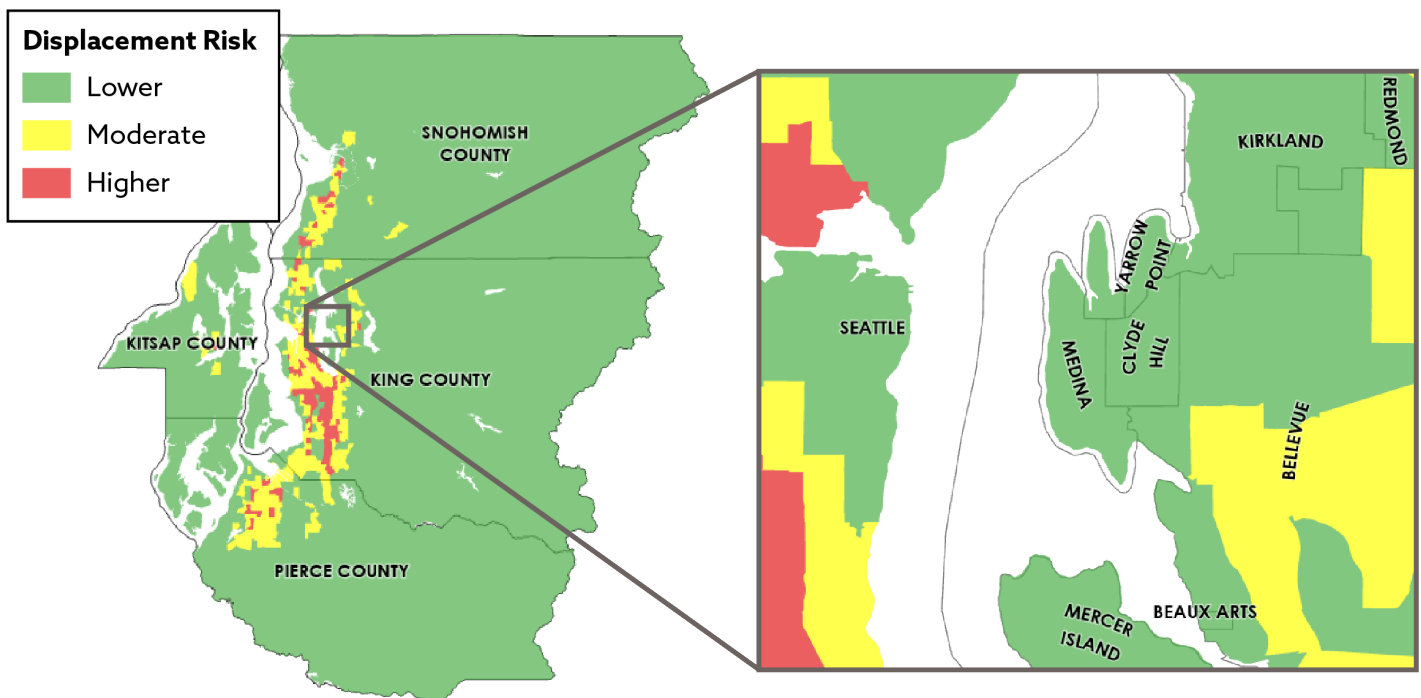 Displacement Risk
Lower
Moderate
Higher
SNOHOMISH
COUNTY
KITSAP COUNTY
KING COUNTY
PIERCE COUNTY
REDMOND
KIRKLAND
YARROW
POINT
SEATTLE
CLYDE
HILL
MEDINA
BELLEVUE
BEAUX ARTS
MERCER
ISLAND